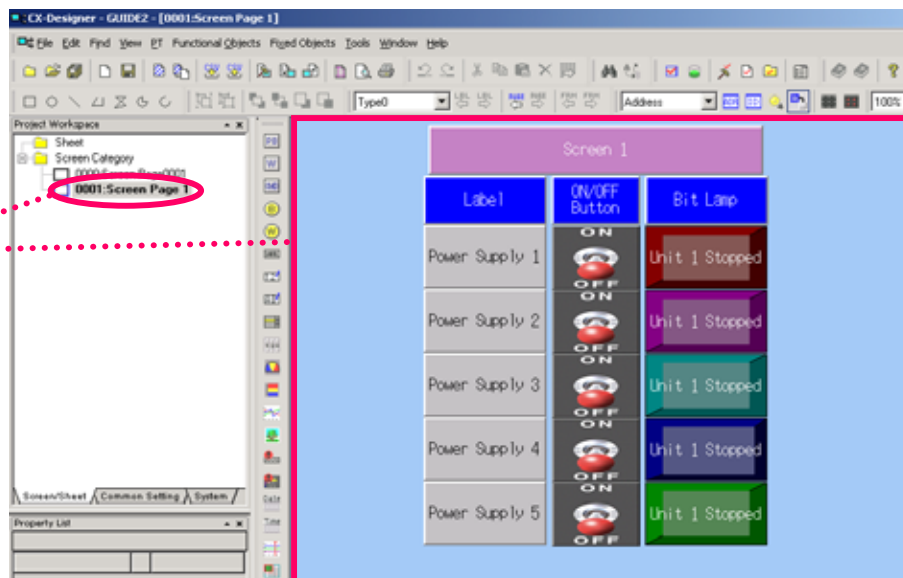 CX-Designer - GUIDE2 - [0001:Screen Page 1]
File Edit Find View PT Functional Objects Fixed Objects Tools Window Help
Type0 Address 100%
Project Workspace
Sheet
Screen Category
0000:Screen Page0001
0001:Screen Page 1
Screen/Sheet Common Setting System
Property List
Screen 1
Label ON/OFF Button Bit Lamp
ON
Power Supply 1 Unit 1 Stopped
OFF
ON
Power Supply 2 Unit 1 Stopped
OFF
ON
Power Supply 3 Unit 1 Stopped
OFF
ON
Power Supply 4 Unit 1 Stopped
OFF
ON
Power Supply 5 Unit 1 Stopped
OFF